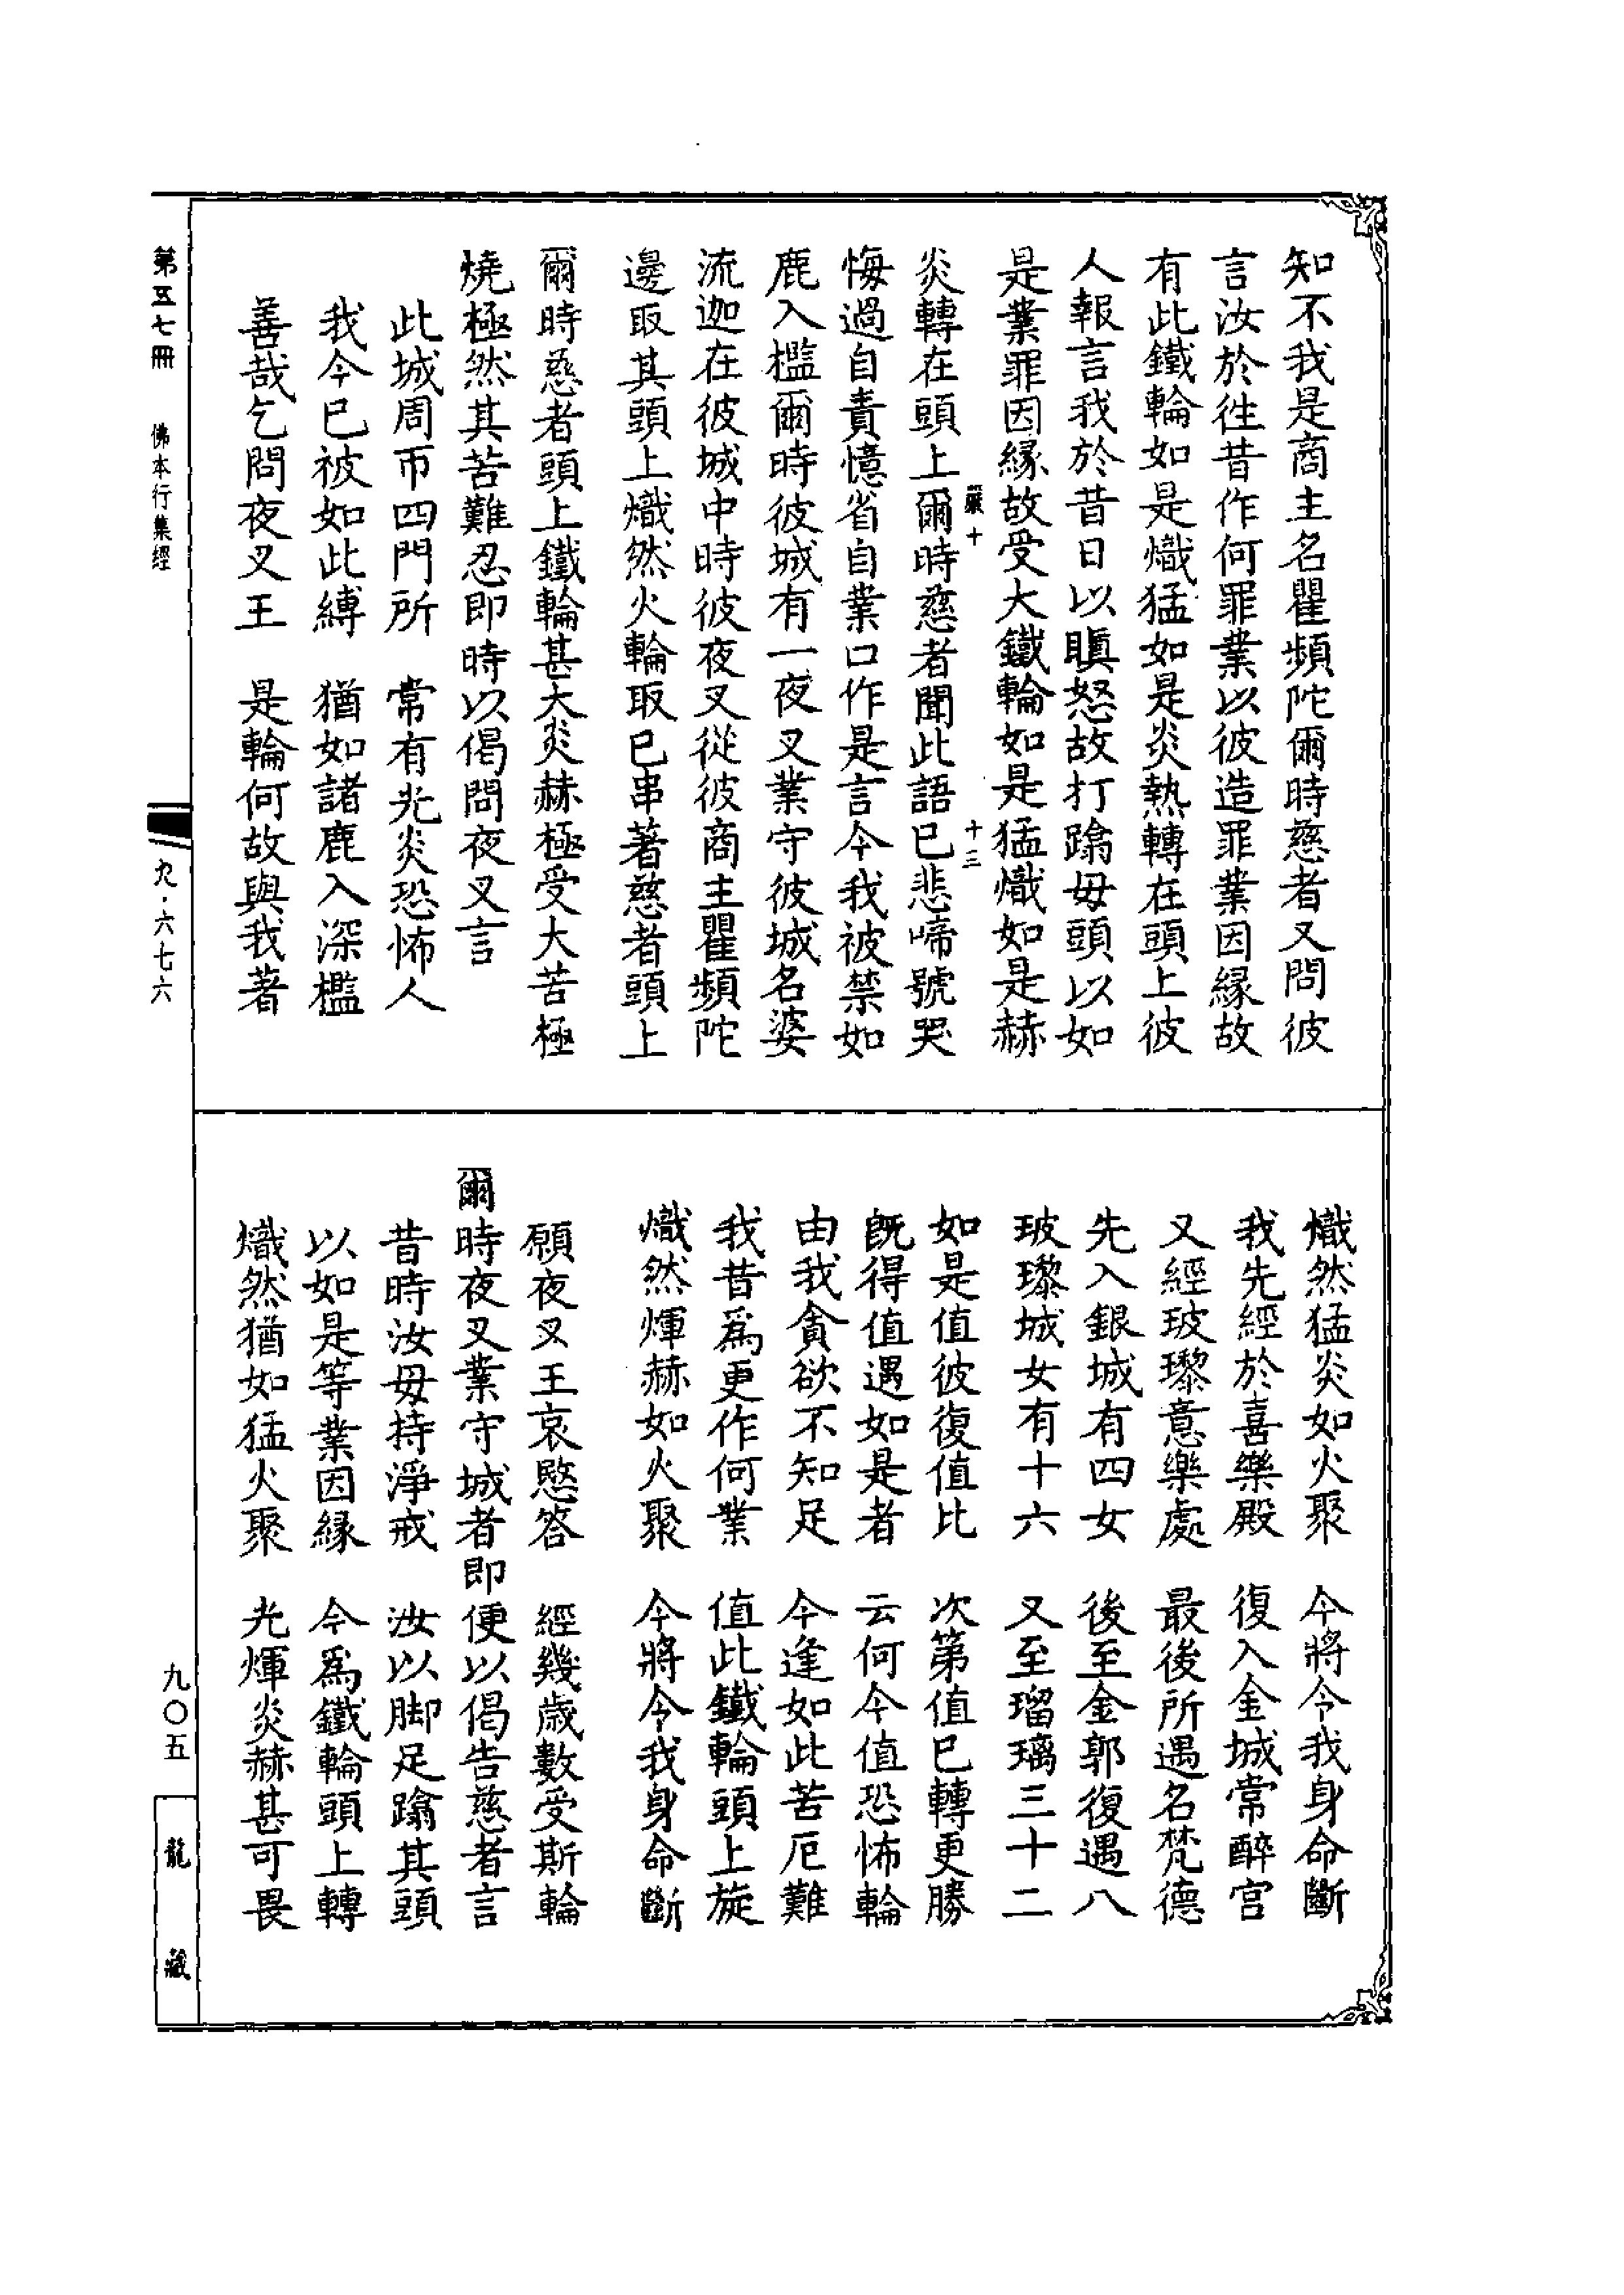 知不我是商主名瞿頻陀爾時慈者又問彼
言汝於往昔作何罪業以彼造罪業因緣故
有此鐵輪如是熾猛如是炎熱轉在頭上彼
人報言我於昔日以瞋怒故打蹹母頭以如
是業罪因緣故受大鐵輪如是猛熾如是赫
嚴十 十三
炎轉在頭上爾時慈者聞此語已悲啼號哭
悔過自責憶省自業口作是言今我被禁如
鹿入檻爾時彼城有一夜叉業守彼城名婆
流迦在彼城中時彼夜叉從彼商主瞿頻陀
邊取其頭上熾然火輪取已串著慈者頭上
爾時慈者頭上鐵輪甚大炎赫極受大苦極
燒極然其苦難忍即時以偈問夜叉言
此城周帀四門所 常有光炎恐怖人
我今已被如此縛 猶如諸鹿入深檻
善哉乞問夜叉王 是輪何故與我著
熾然猛炎如火聚 今將令我身命斷
我先經於喜樂殿 復入金城常醉宮
又經玻瓈意樂處 最後所遇名梵德
先入銀城有四女 後至金郭復遇八
玻瓈城女有十六 又至瑠璃三十二
如是值彼復值比 次第值已轉更勝
既得值遇如是者 云何今值恐怖輪
由我貪欲不知足 今逢如此苦厄難
我昔為更作何業 值此鐵輪頭上旋
熾然煇赫如火聚 今將令我身命斷
願夜叉王哀愍答 經幾歲數受斯輪
爾時夜叉業守城者即便以偈告慈者言
昔時汝母持淨戒 汝以脚足蹹其頭
以如是等業因緣 今為鐵輪頭上轉
熾然猶如猛火聚 光煇炎赫甚可畏
第五七冊 佛本行集經
九·六七六
九〇五
龍藏